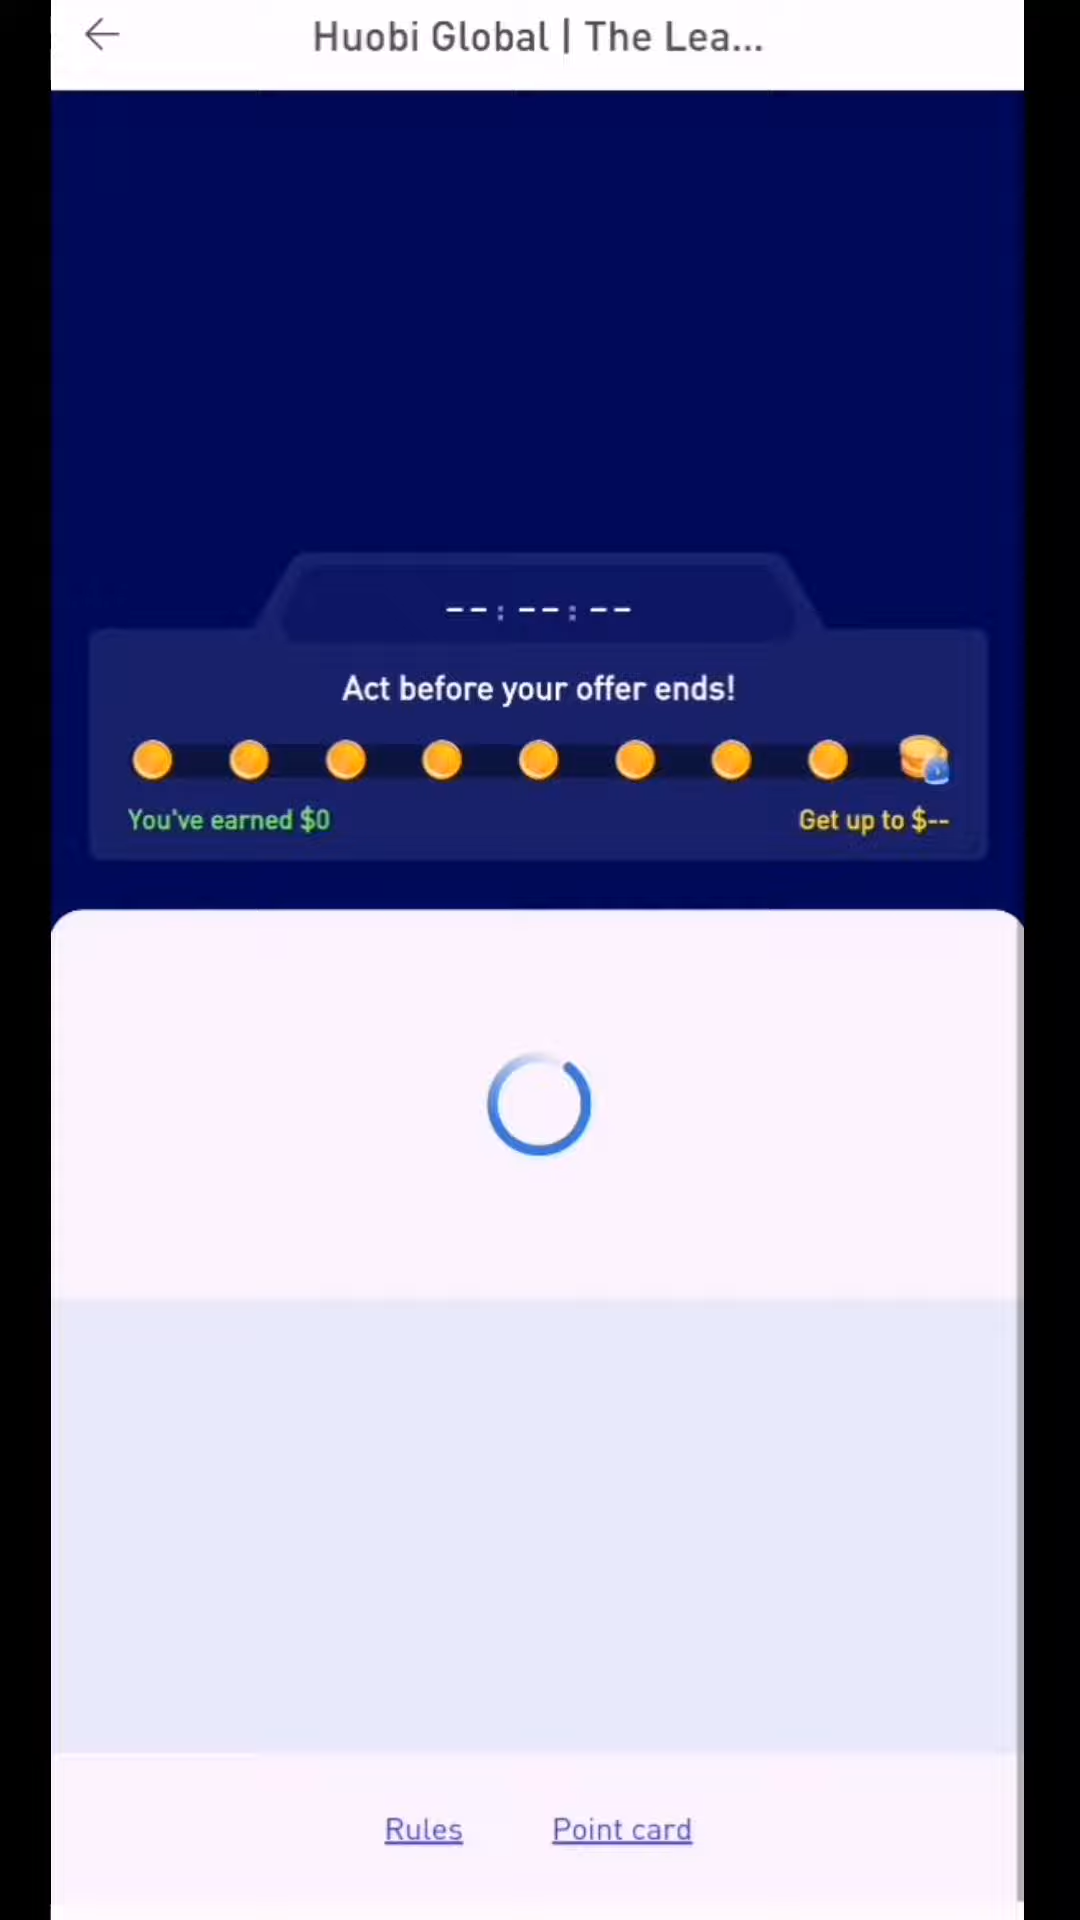 Huobi Global | The Lea...
--:--:--
Act before your offer ends!
You've earned $0
Get up to $--
Rules
Point card